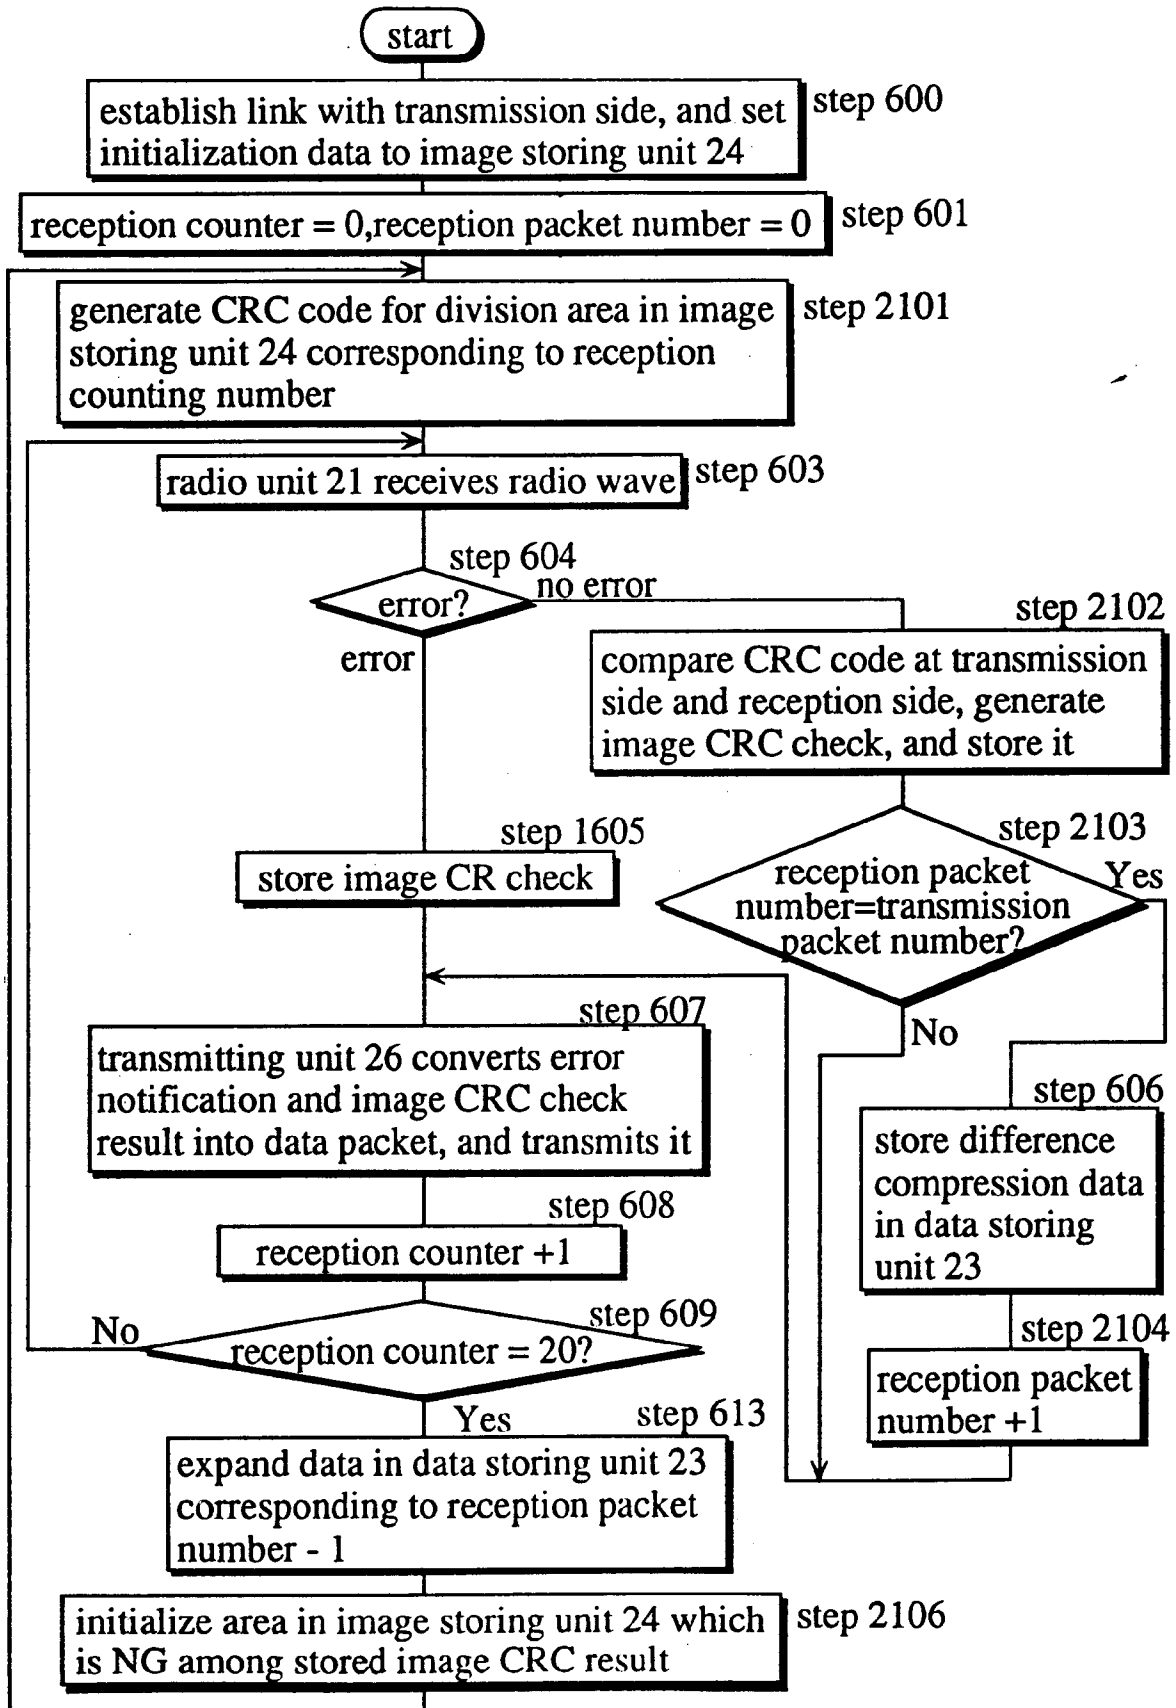 start
establish link with transmission side, and set
initialization data to image storing unit 24
step 600
reception counter = 0,reception packet number = 0
step 601
generate CRC code for division area in image
storing unit 24 corresponding to reception
counting number
step 2101
radio unit 21 receives radio wave
step 603
step 604
error?
no error
error
step 2102
compare CRC code at transmission
side and reception side, generate
image CRC check, and store it
step 1605
store image CR check
step 2103
reception packet
number=transmission
packet number?
Yes
No
step 607
transmitting unit 26 converts error
notification and image CRC check
result into data packet, and transmits it
step 606
store difference
compression data
in data storing
unit 23
step 608
reception counter +1
step 609
reception counter = 20?
No
Yes
step 2104
reception packet
number +1
step 613
expand data in data storing unit 23
corresponding to reception packet
number - 1
initialize area in image storing unit 24 which
is NG among stored image CRC result
step 2106